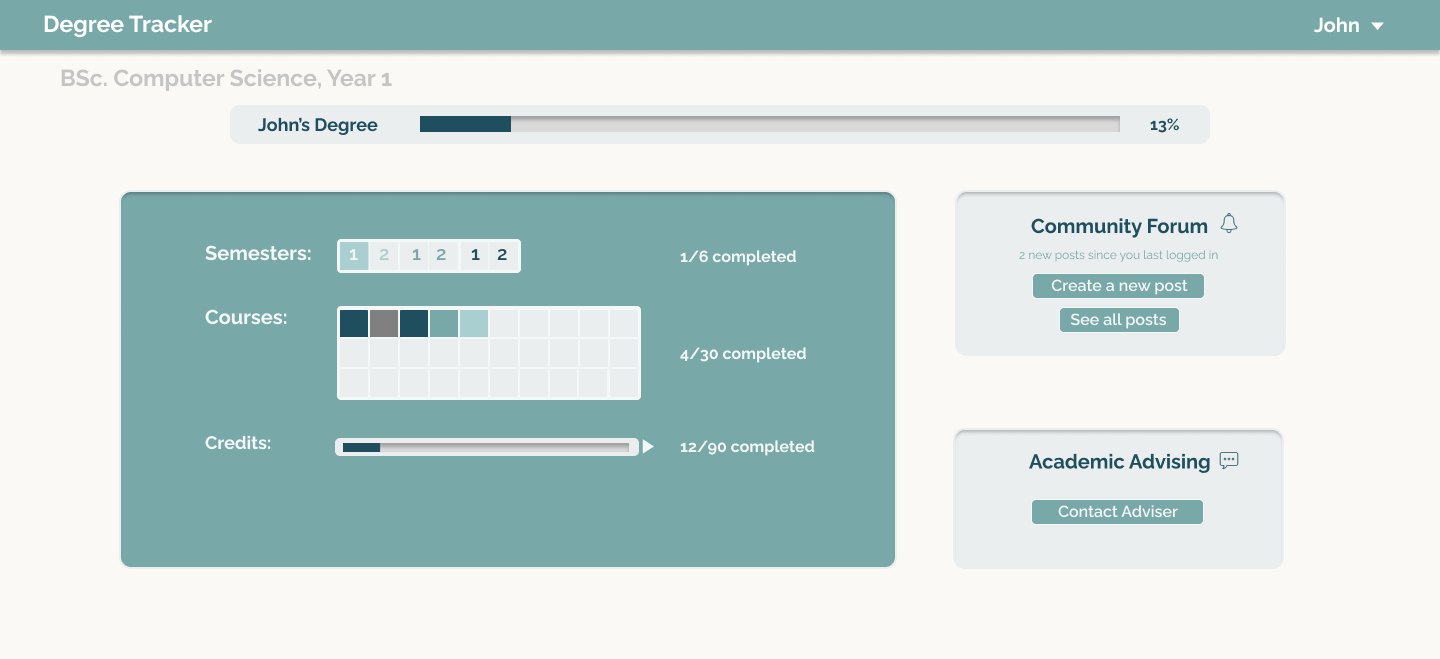 Degree Tracker
John
BSc. Computer Science, Year 1
John's Degree
13%
Semesters:
1 2 1 2 1 2
1/6 completed
Courses:
4/30 completed
Credits:
12/90 completed
Community Forum
2 new posts since you last logged in
Create a new post
See all posts
Academic Advising
Contact Adviser